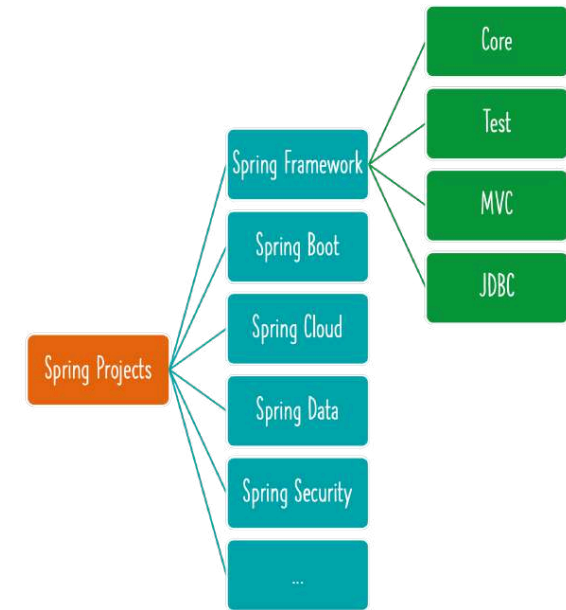 Spring Projects
Spring Framework
Spring Boot
Spring Cloud
Spring Data
Spring Security
...
Core
Test
MVC
JDBC